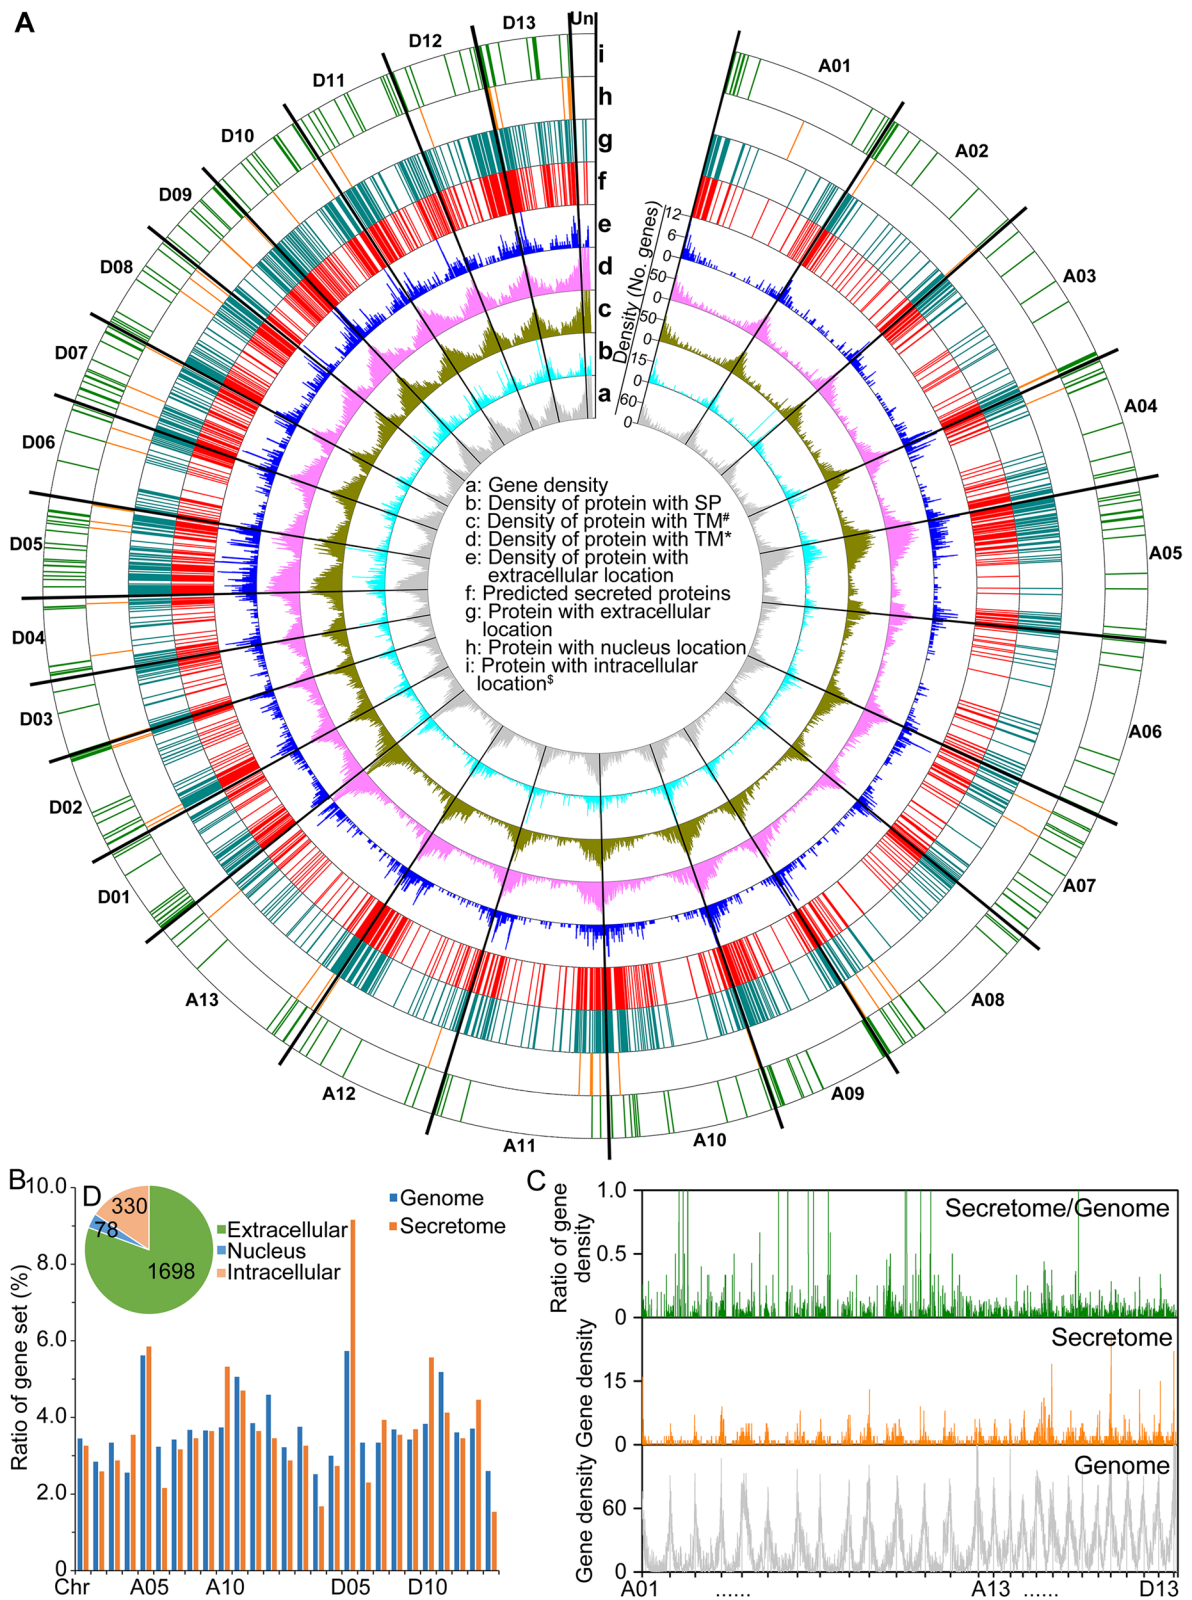 A
D13
Un
D12
D11
D10
D09
D08
D07
D06
D05
D04
D03
D02
D01
A13
A12
A11
A10
A09
A08
A07
A06
A05
A04
A03
A02
A01
i
h
g
f
e
d
c
b
a
12
6
0
50
0
50
0
15
0
60
0
Density (No. genes)
a: Gene density
b: Density of protein with SP
c: Density of protein with TM#
d: Density of protein with TM*
e: Density of protein with
extracellular location
f: Predicted secreted proteins
g: Protein with extracellular
location
h: Protein with nucleus location
i: Protein with intracellular
location$
B
10.0
8.0
6.0
4.0
2.0
0
Ratio of gene set (%)
Chr
A05
A10
D05
D10
Genome
Secretome
D
330
78
1698
Extracellular
Nucleus
Intracellular
C
1.0
0.5
0
Ratio of gene
density
Secretome/Genome
15
0
Gene density
Secretome
60
0
Gene density
Genome
A01
......
A13
......
D13